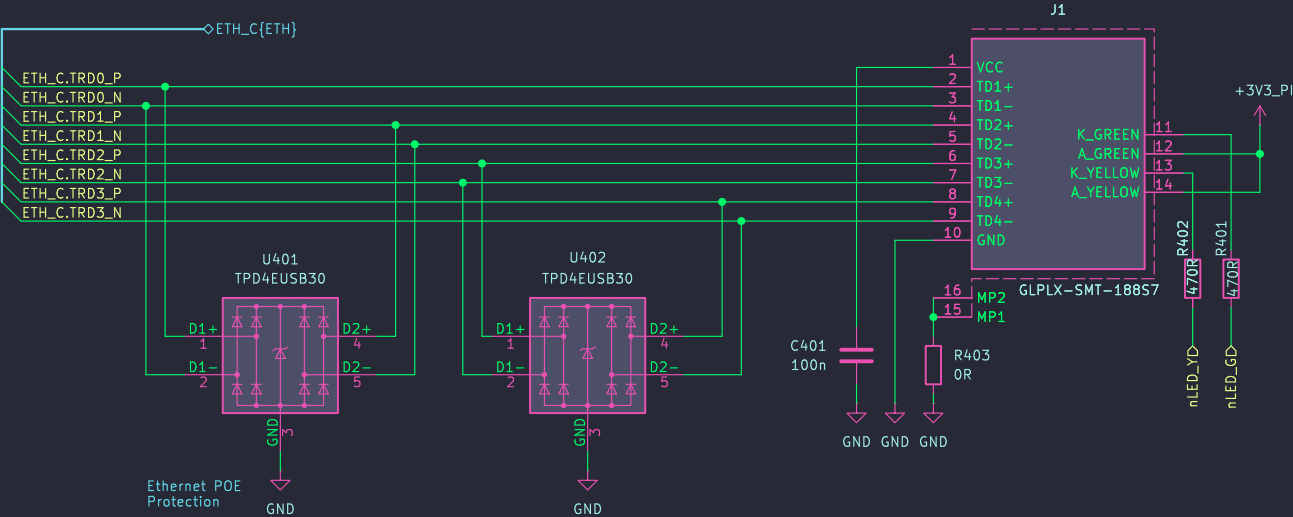 ETH_C{ETH}
J1
ETH_C.TRD0_P
ETH_C.TRD0_N
ETH_C.TRD1_P
ETH_C.TRD1_N
ETH_C.TRD2_P
ETH_C.TRD2_N
ETH_C.TRD3_P
ETH_C.TRD3_N
1 VCC
2 TD1+
3 TD1-
4 TD2+
5 TD2-
6 TD3+
7 TD3-
8 TD4+
9 TD4-
10 GND
K_GREEN 11
A_GREEN 12
K_YELLOW 13
A_YELLOW 14
+3V3_PI
16 MP2
15 MP1
GLPLX-SMT-188S7
R402
470R
R401
470R
nLED_Y
nLED_G
U401
TPD4EUSB30
D1+
1
D1-
2
D2+
4
D2-
5
GND
3
GND
U402
TPD4EUSB30
D1+
1
D1-
2
D2+
4
D2-
5
GND
3
GND
C401
100n
R403
0R
GND GND GND
Ethernet POE
Protection